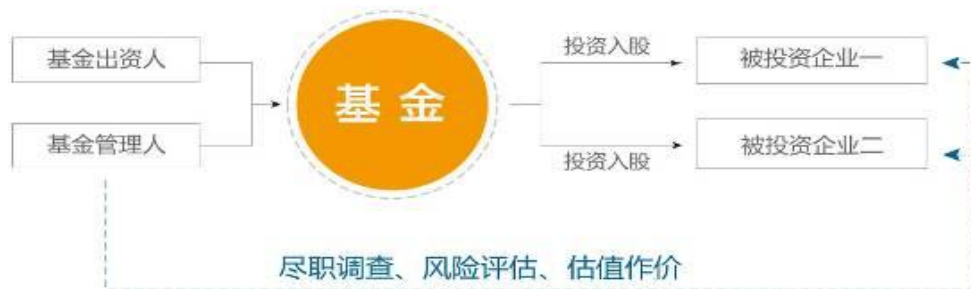 基金出资人
基金管理人
基金
投资入股
投资入股
被投资企业一
被投资企业二
尽职调查、风险评估、估值作价